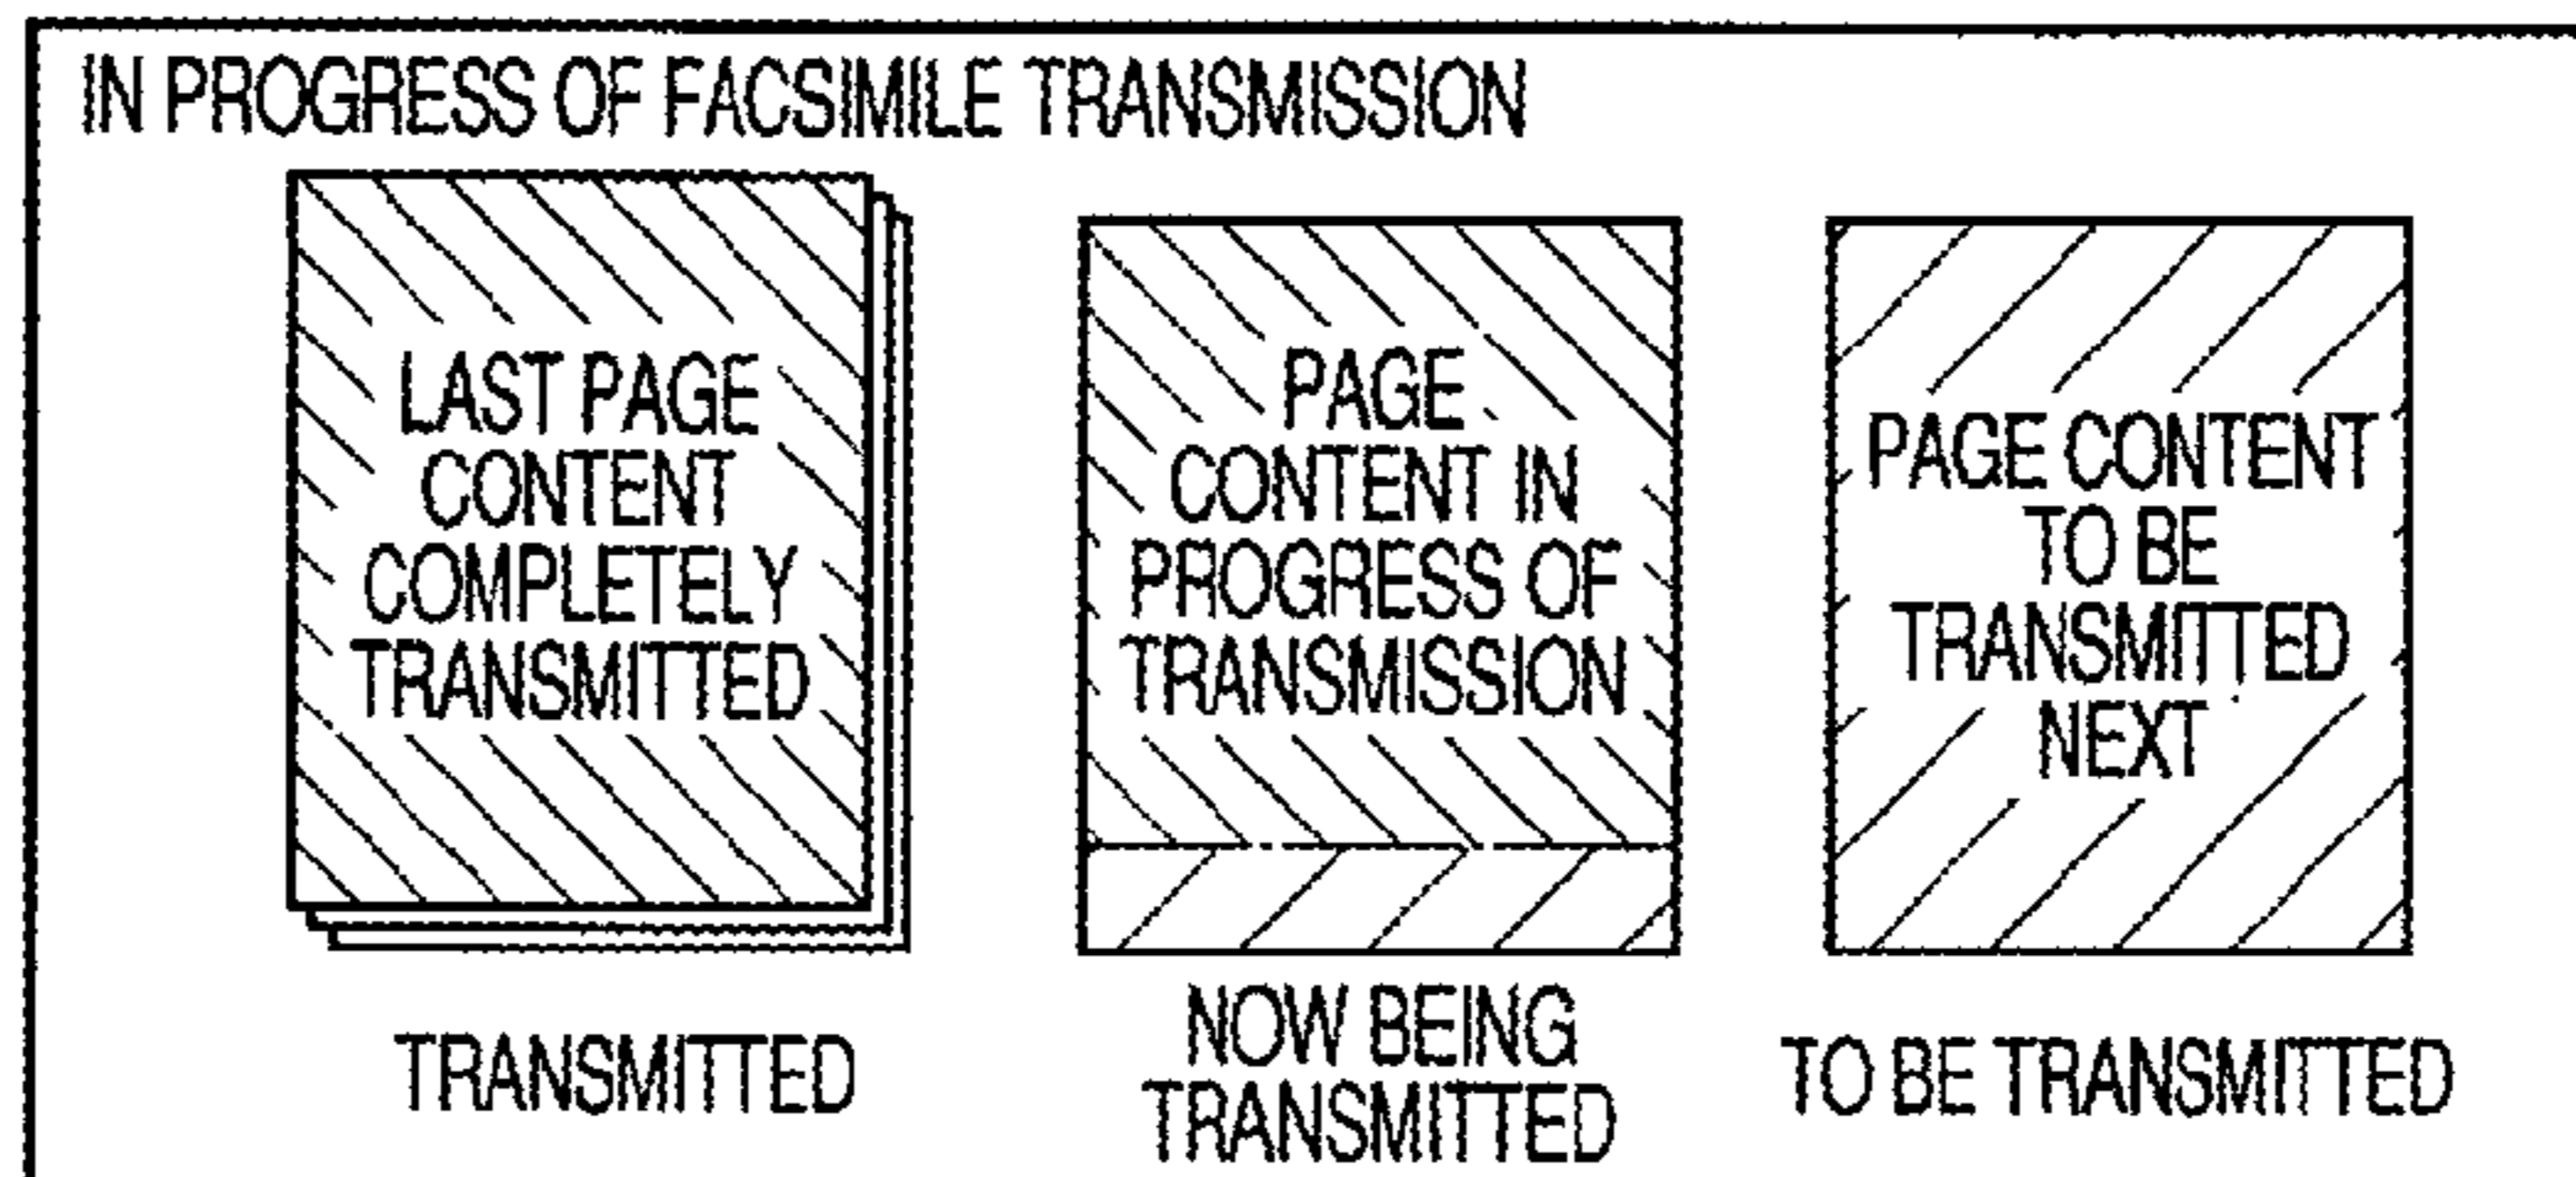 IN PROGRESS OF FACSIMILE TRANSMISSION
LAST PAGE
CONTENT
COMPLETELY
TRANSMITTED
PAGE
CONTENT IN
PROGRESS OF
TRANSMISSION
PAGE CONTENT
TO BE
TRANSMITTED
NEXT
TRANSMITTED
NOW BEING
TRANSMITTED
TO BE TRANSMITTED